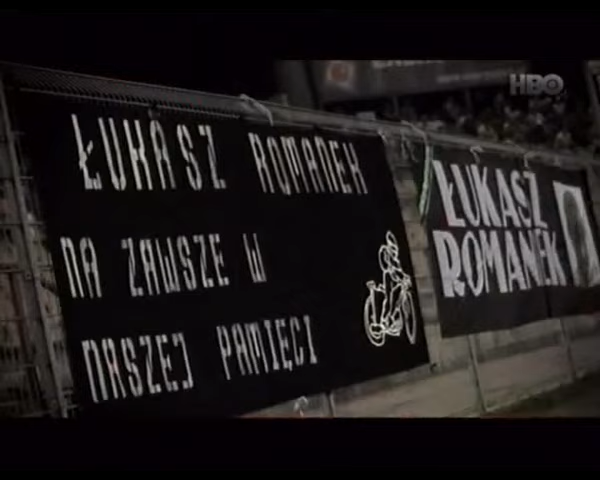 HBO
ŁUKASZ ROMANEK
NA ZAWSZE W
NASZEJ PAMIĘCI
ŁUKASZ
ROMANEK